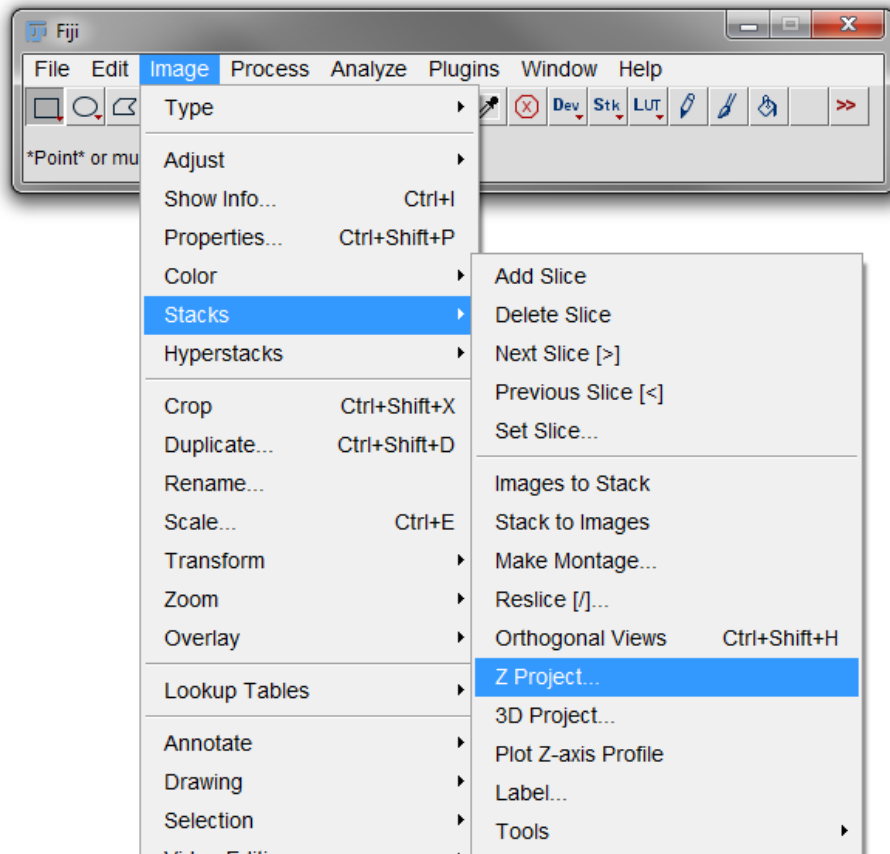 Fiji
File Edit Image Process Analyze Plugins Window Help
Dev Stk LUT >>
*Point* or mu
Type
Adjust
Show Info... Ctrl+I
Properties... Ctrl+Shift+P
Color
Stacks
Hyperstacks
Crop Ctrl+Shift+X
Duplicate... Ctrl+Shift+D
Rename...
Scale... Ctrl+E
Transform
Zoom
Overlay
Lookup Tables
Annotate
Drawing
Selection
Add Slice
Delete Slice
Next Slice [>]
Previous Slice [<]
Set Slice...
Images to Stack
Stack to Images
Make Montage...
Reslice [/]...
Orthogonal Views Ctrl+Shift+H
Z Project...
3D Project...
Plot Z-axis Profile
Label...
Tools